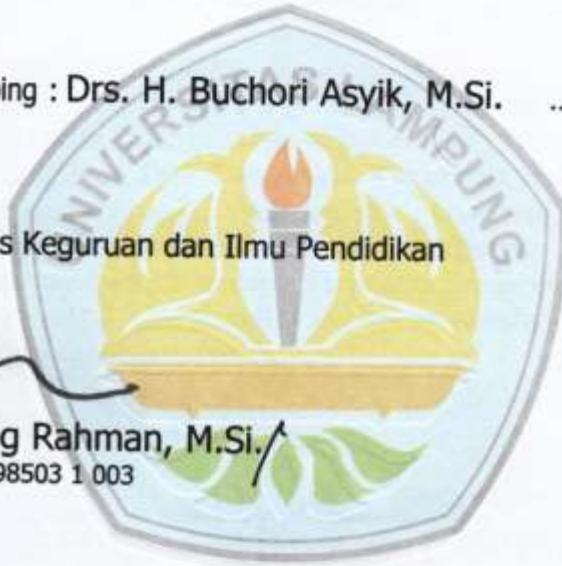 ing : Drs. H. Buchori Asyik, M.Si. ..
UNIVERSITAS LAMPUNG
s Keguruan dan Ilmu Pendidikan
g Rahman, M.Si.
98503 1 003